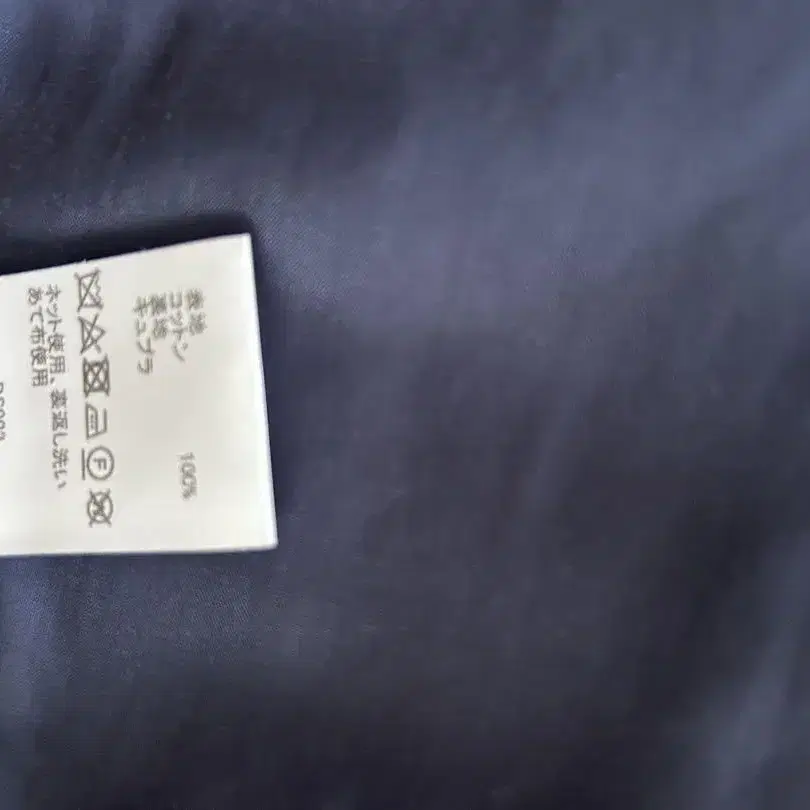 表地
コットン 100%
裏地
キュプラ
F
ネット使用、裏返し洗い
あて布使用